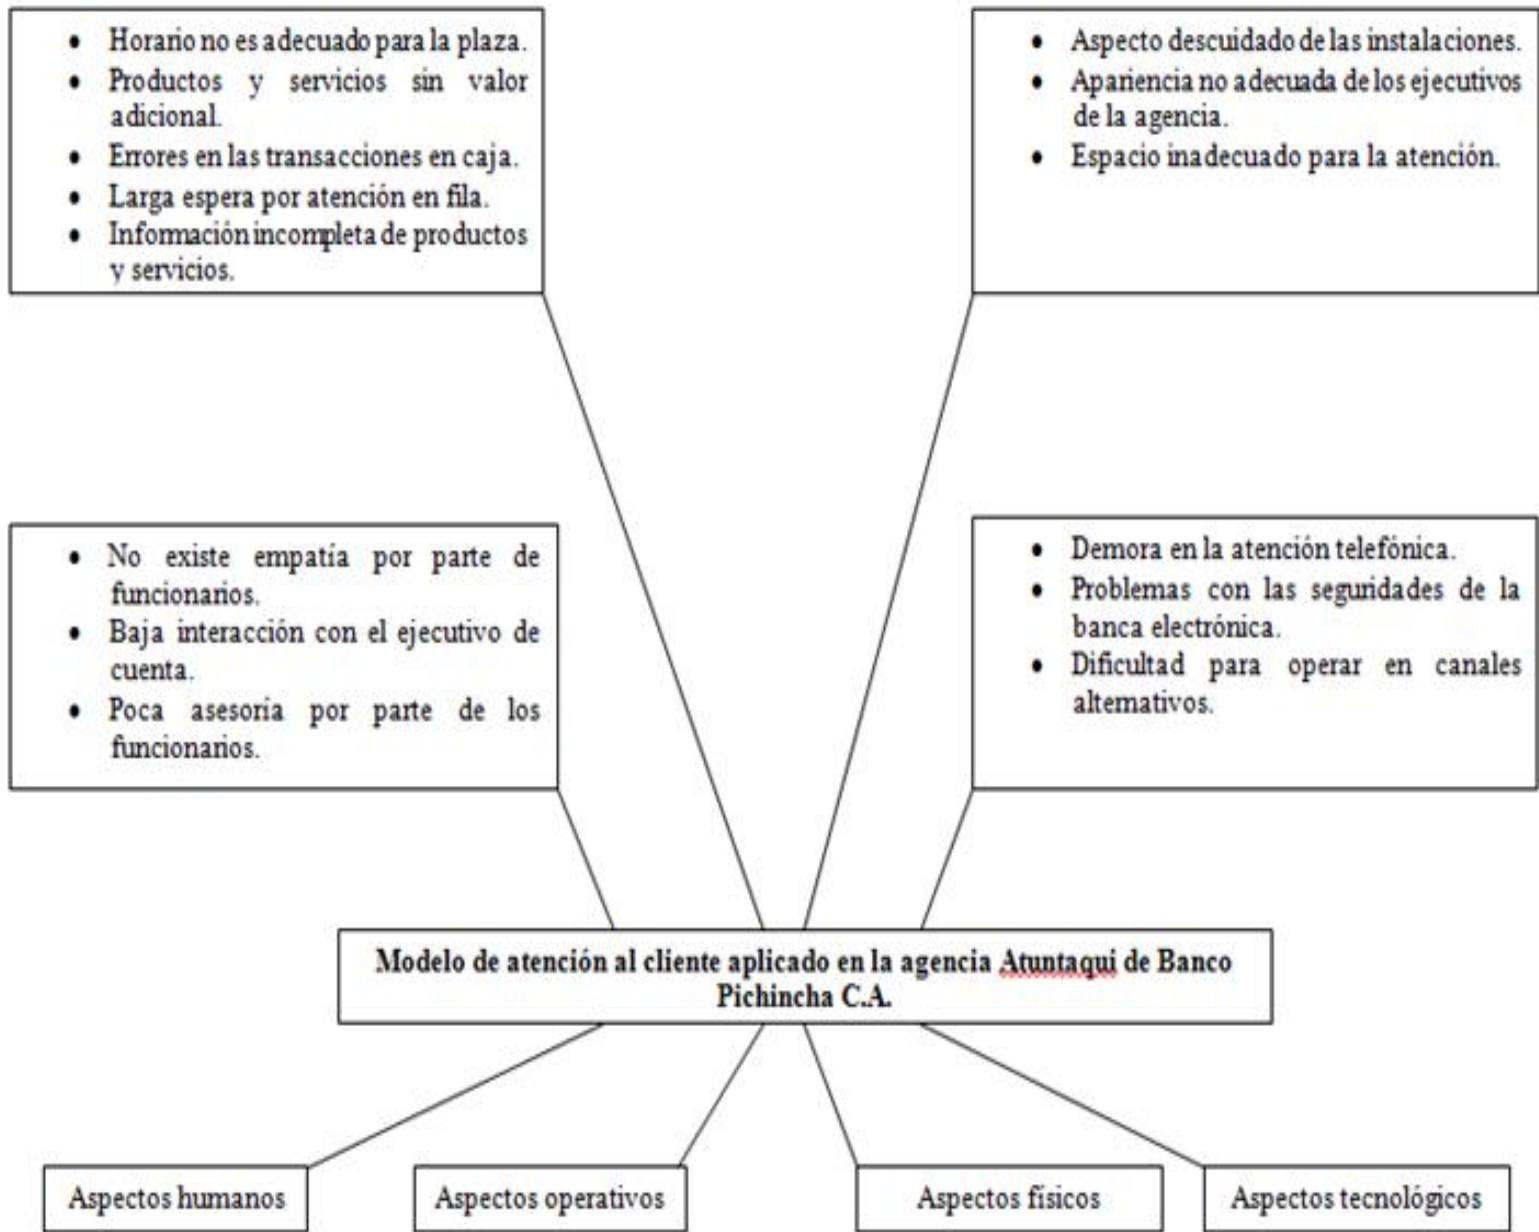 • Horario no es adecuado para la plaza.
• Productos y servicios sin valor
adicional.
• Errores en las transacciones en caja.
• Larga espera por atención en fila.
• Información incompleta de productos
y servicios.
• Aspecto descuidado de las instalaciones.
• Apariencia no adecuada de los ejecutivos
de la agencia.
• Espacio inadecuado para la atención.
• No existe empatía por parte de
funcionarios.
• Baja interacción con el ejecutivo de
cuenta.
• Poca asesoría por parte de los
funcionarios.
• Demora en la atención telefónica.
• Problemas con las seguridades de la
banca electrónica.
• Dificultad para operar en canales
alternativos.
Modelo de atención al cliente aplicado en la agencia Atuntaqui de Banco
Pichincha C.A.
Aspectos humanos
Aspectos operativos
Aspectos físicos
Aspectos tecnológicos